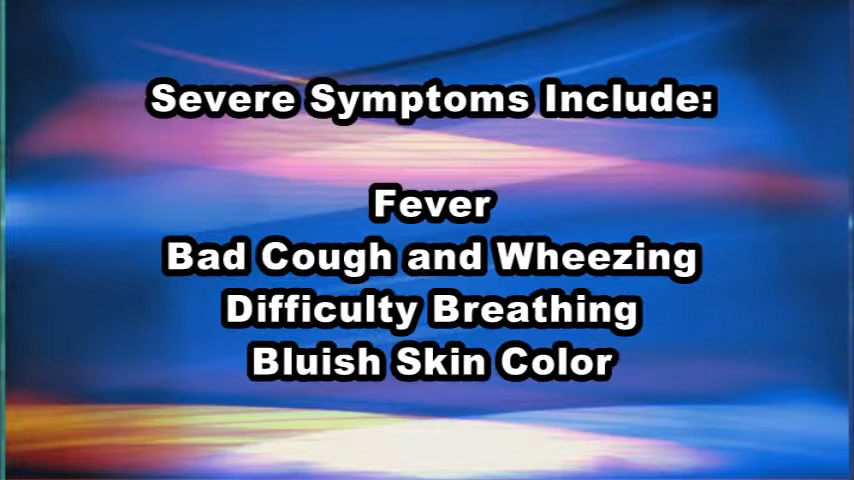 Severe Symptoms Include:
Fever
Bad Cough and Wheezing
Difficulty Breathing
Bluish Skin Color